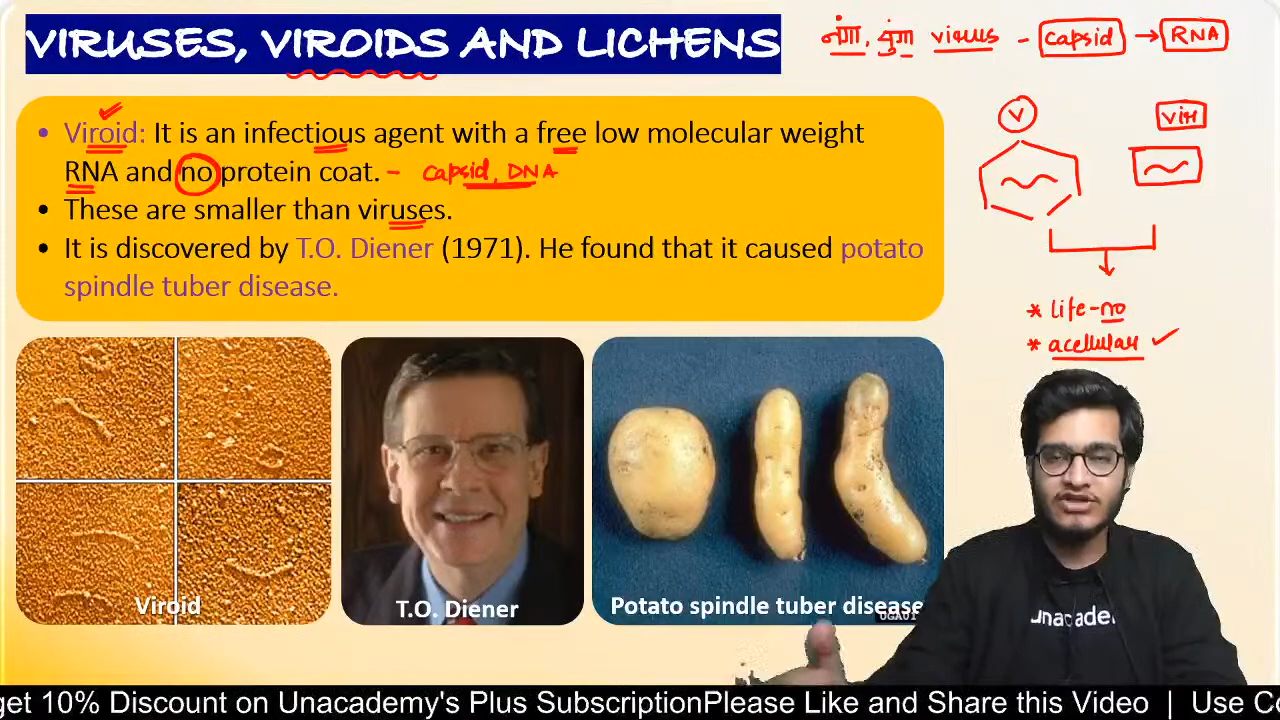 VIRUSES, VIROIDS AND LICHENS
नंगा, पुंगा virus - capsid → RNA
• Viroid: It is an infectious agent with a free low molecular weight
RNA and no protein coat. - capsid, DNA
• These are smaller than viruses.
• It is discovered by T.O. Diener (1971). He found that it caused potato
spindle tuber disease.
V
* life-no
* acellular ✓
Viroid
T.O. Diener
Potato spindle tuber disease
unacade
get 10% Discount on Unacademy's Plus SubscriptionPlease Like and Share this Video | Use Co